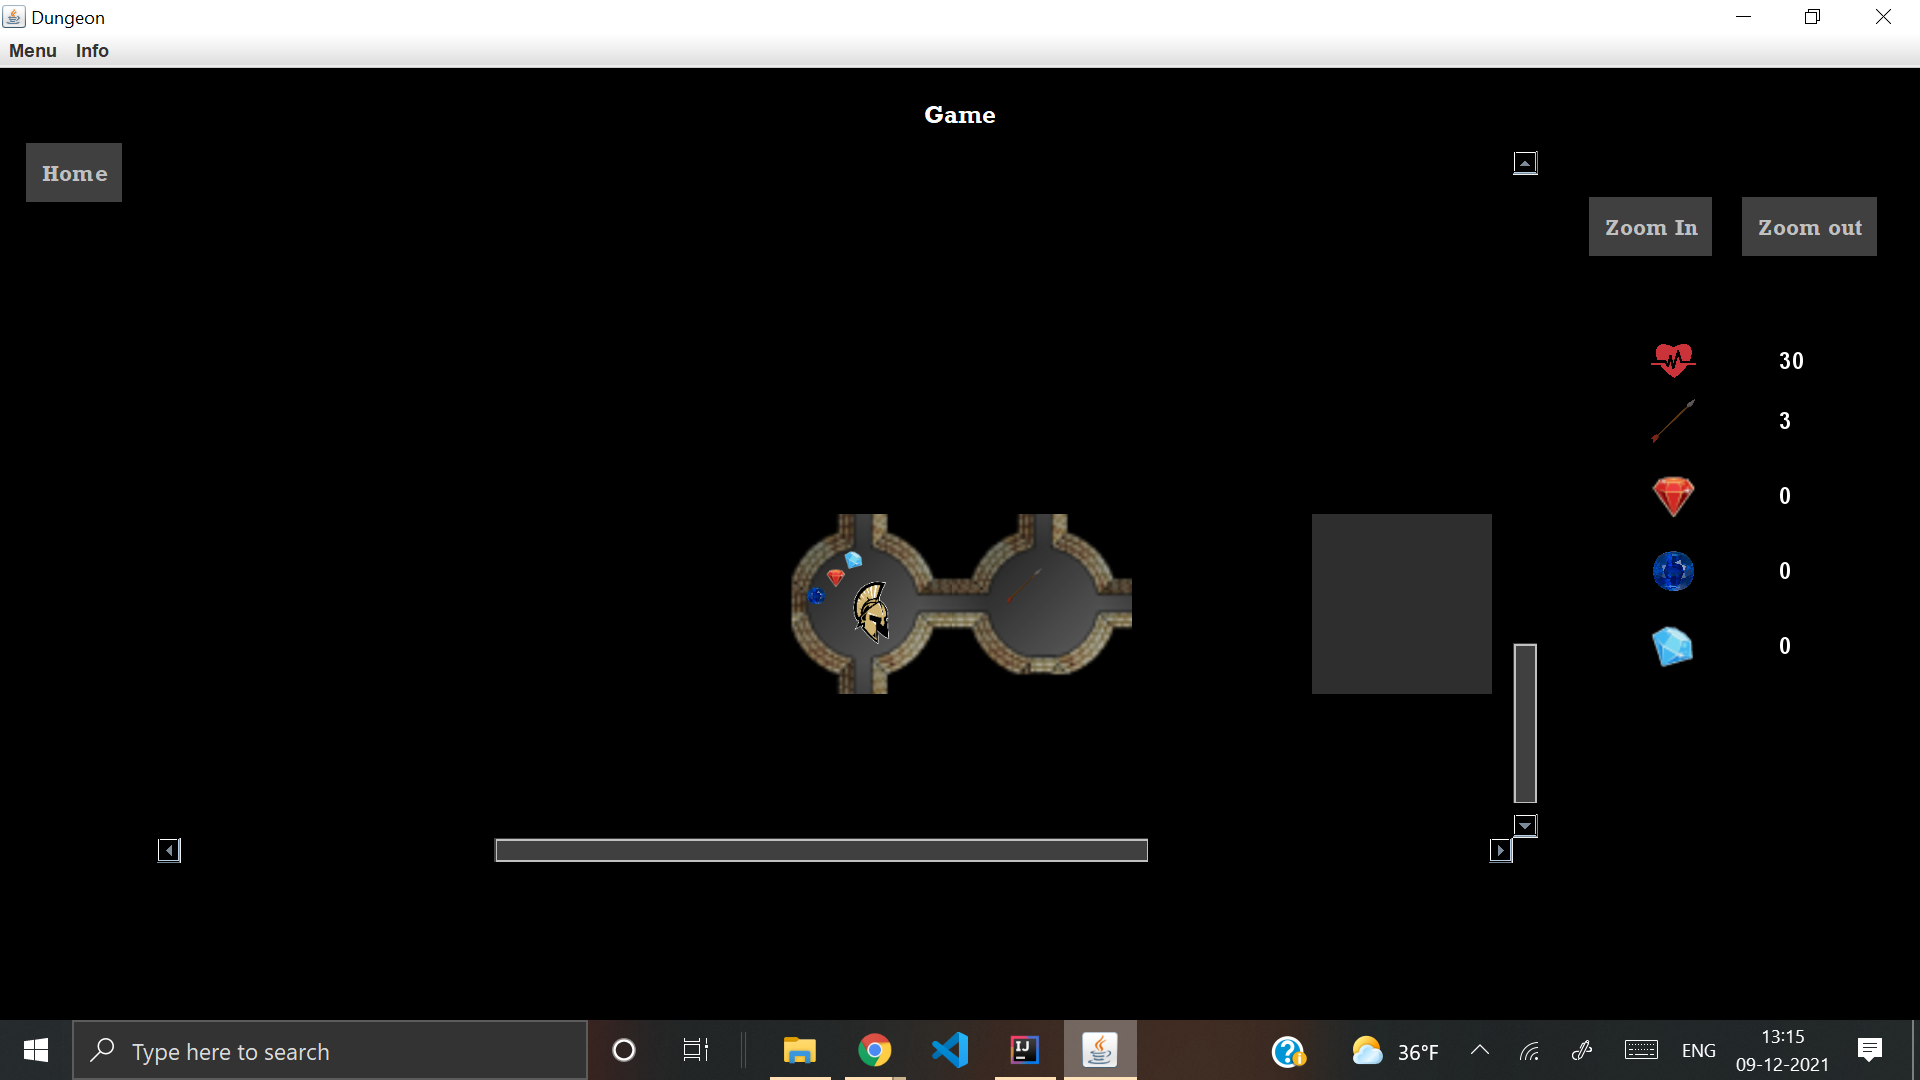 Dungeon
Menu Info
Game
Home
Zoom In Zoom out
30
3
0
0
0
Type here to search
IJ
36°F
ENG
13:15
09-12-2021